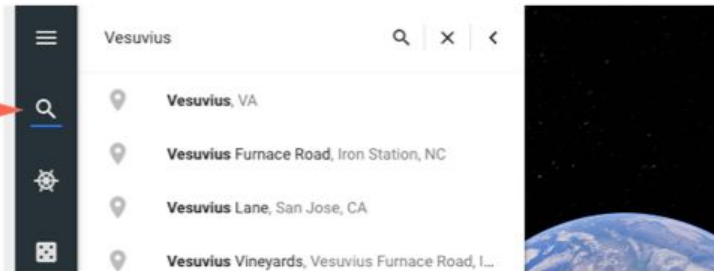 Vesuvius
Vesuvius, VA
Vesuvius Furnace Road, Iron Station, NC
Vesuvius Lane, San Jose, CA
Vesuvius Vineyards, Vesuvius Furnace Road, I...